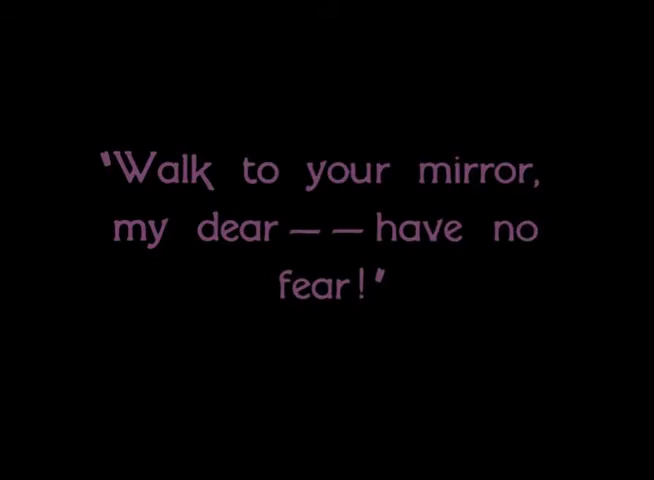 "Walk to your mirror,
my dear — — have no
fear!"